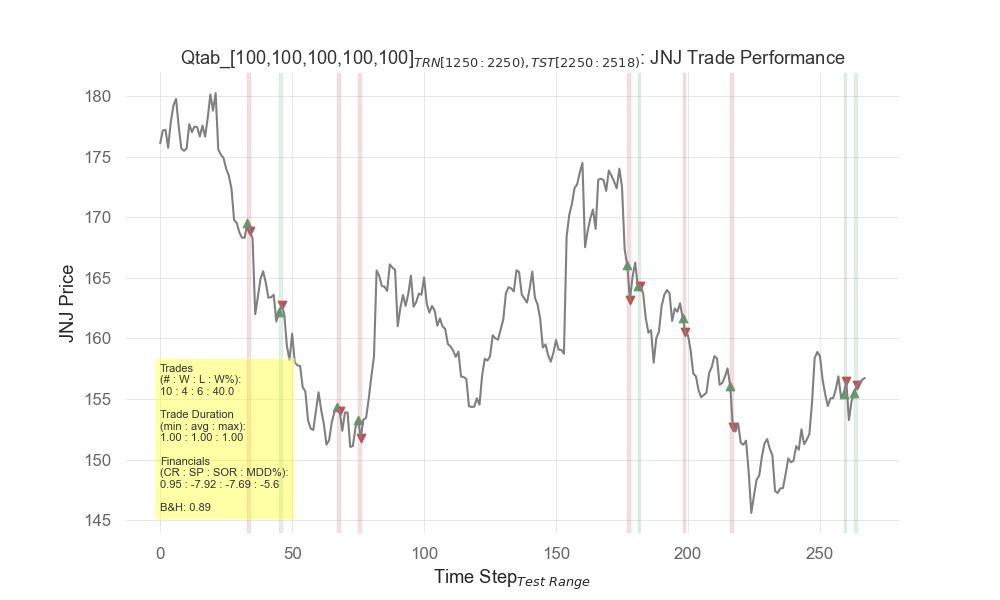 Qtab_[100,100,100,100,100]TRN[1250:2250),TST[2250:2518): JNJ Trade Performance
180
175
170
165
160
155
150
145
JNJ Price
Trades
(# : W : L : W%):
10 : 4 : 6 : 40.0
Trade Duration
(min : avg : max):
1.00 : 1.00 : 1.00
Financials
(CR : SP : SOR : MDD%):
0.95 : -7.92 : -7.69 : -5.6
B&H: 0.89
0 50 100 150 200 250
Time StepTest Range